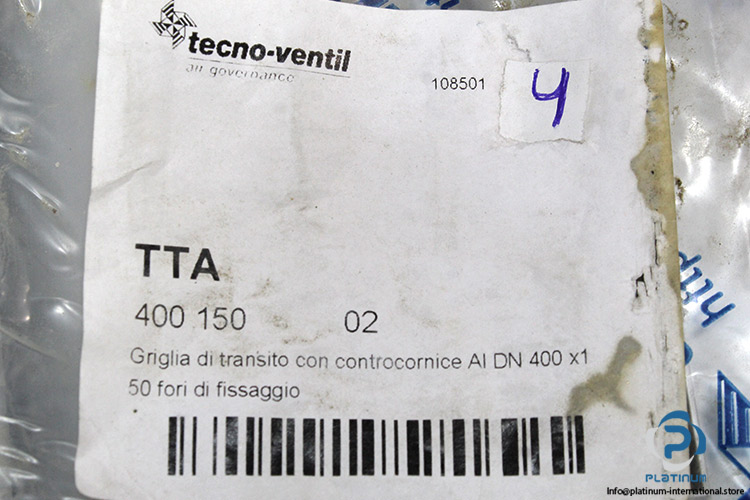 tecno-ventil
air governance
108501
4
TTA
400 150 02
Griglia di transito con controcornice Al DN 400 x1
50 fori di fissaggio
PLATINUM
Info@platinum-international.store